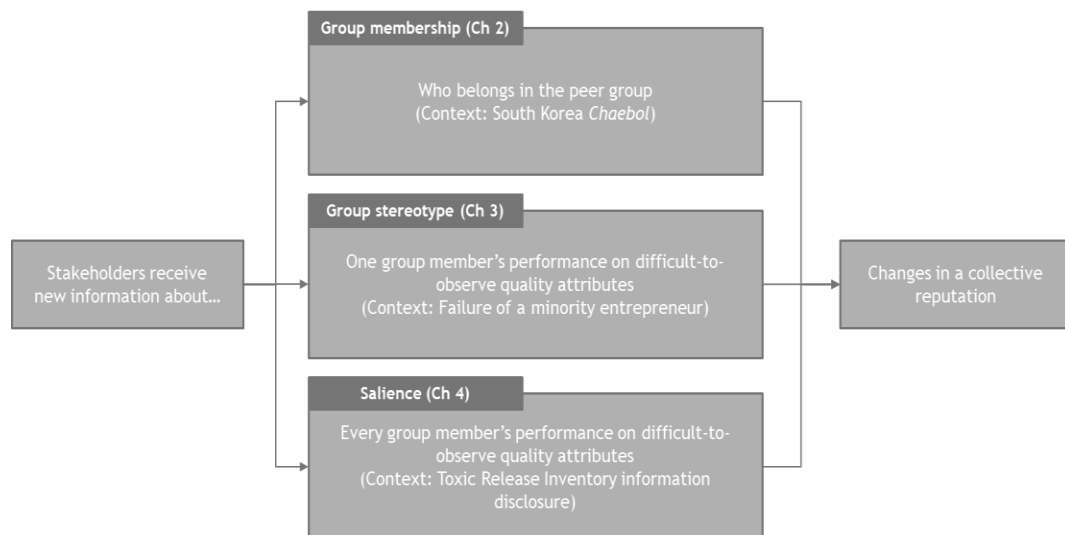 Group membership (Ch 2)
Who belongs in the peer group
(Context: South Korea Chaebol)
Group stereotype (Ch 3)
Stakeholders receive
new information about…
One group member’s performance on difficult-to-
observe quality attributes
(Context: Failure of a minority entrepreneur)
Changes in a collective
reputation
Salience (Ch 4)
Every group member’s performance on difficult-to-
observe quality attributes
(Context: Toxic Release Inventory information
disclosure)